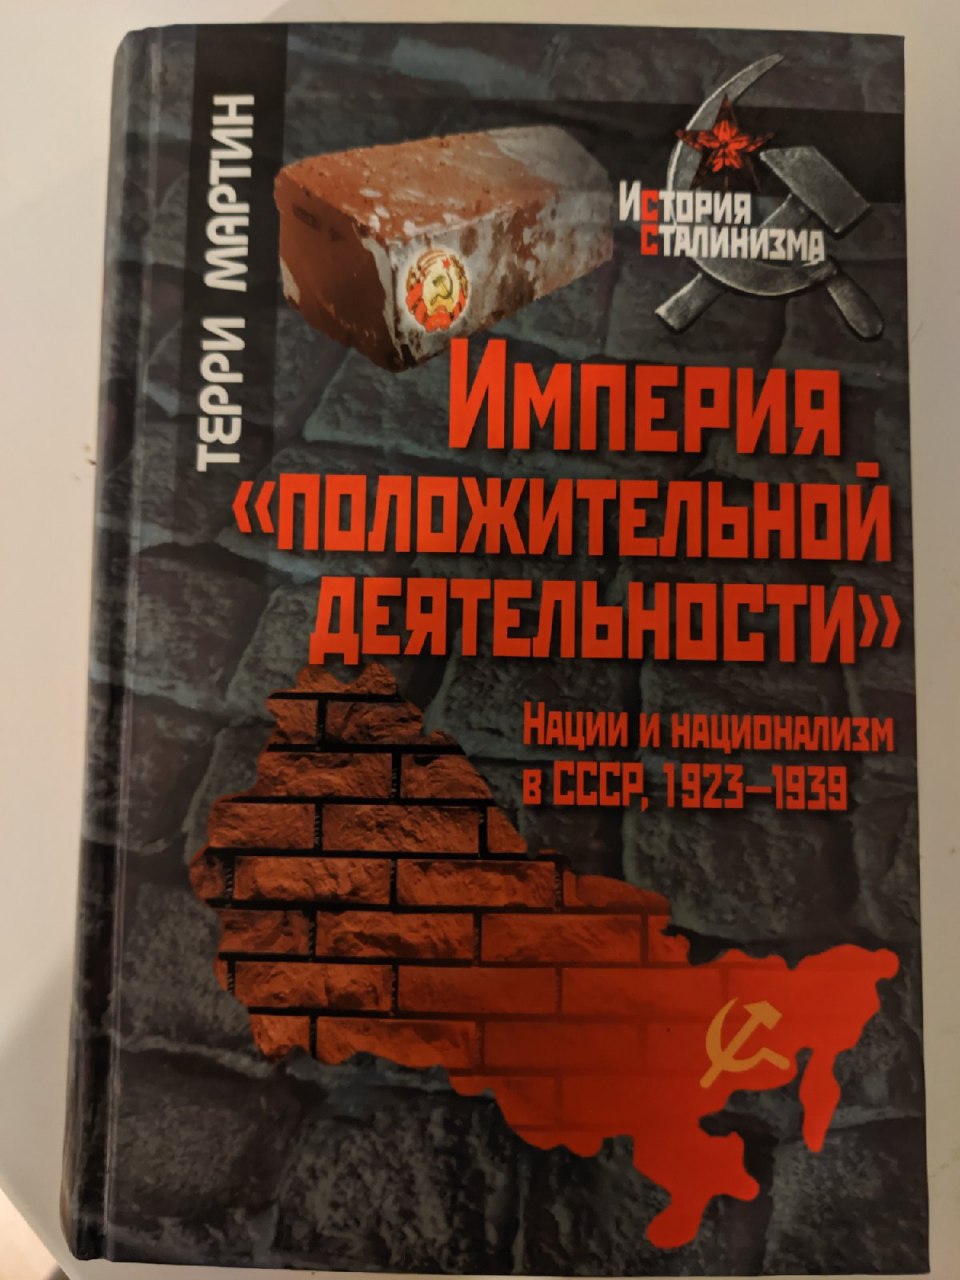 ТЕРРИ МАРТИН
ИСТОРИЯ
СТАЛИНИЗМА
ИМПЕРИЯ
«ПОЛОЖИТЕЛЬНОЙ
ДЕЯТЕЛЬНОСТИ»
НАЦИИ И НАЦИОНАЛИЗМ
В СССР, 1923–1939